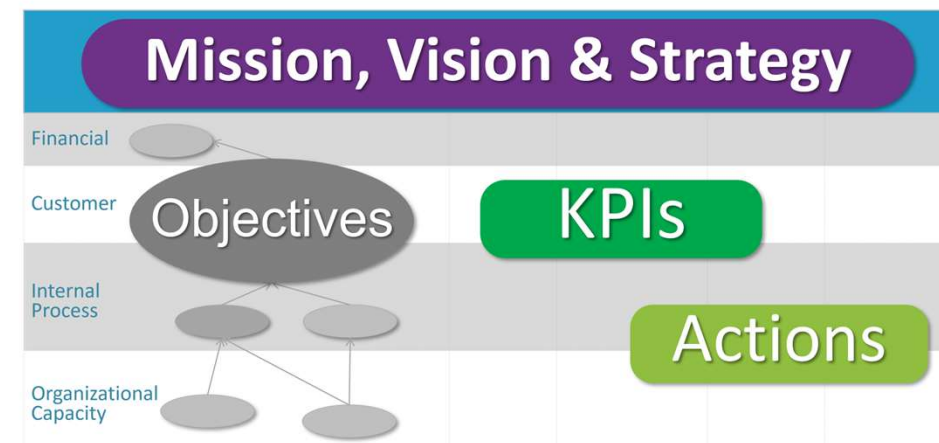 Mission, Vision & Strategy
Financial
Customer
Objectives
KPIs
Internal
Process
Actions
Organizational
Capacity